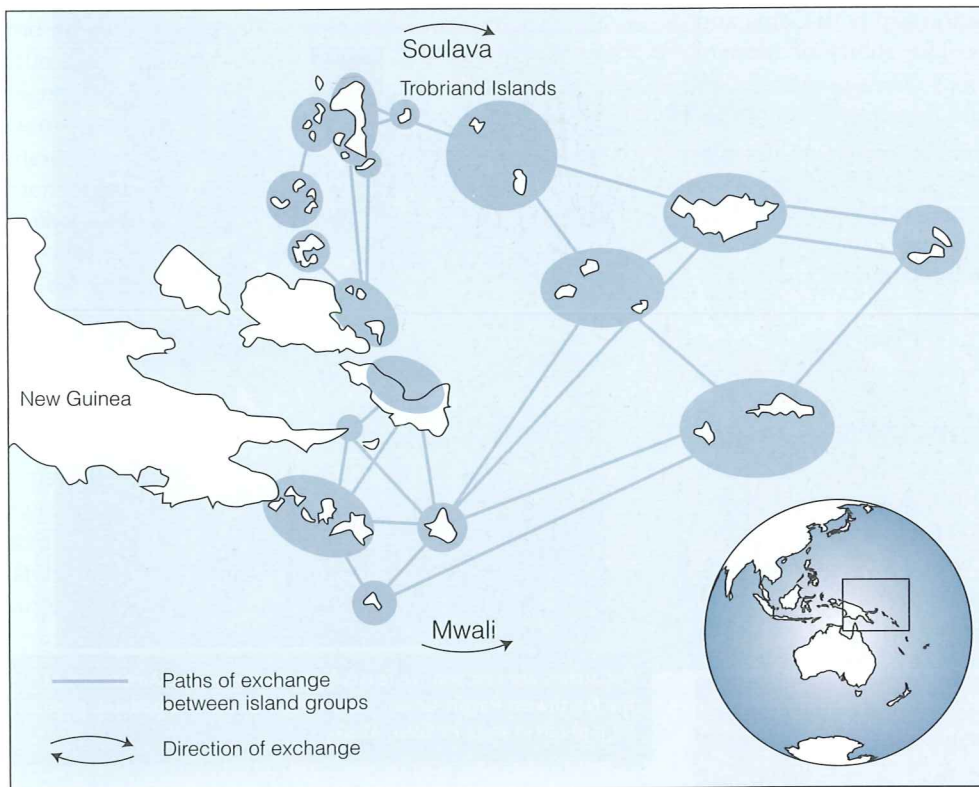 Soulava
Trobriand Islands
New Guinea
Mwali
Paths of exchange
between island groups
Direction of exchange